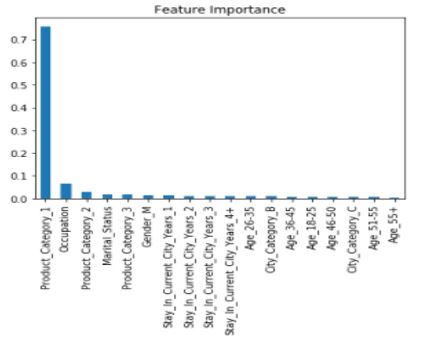 Feature Importance
0.7
0.6
0.5
0.4
0.3
0.2
0.1
0.0
Product_Category_1
Occupation
Product_Category_2
Marital_Status
Product_Category_3
Gender_M
Stay_In_Current_City_Years_1
Stay_In_Current_City_Years_2
Stay_In_Current_City_Years_3
Stay_In_Current_City_Years_4+
Age_26-35
City_Category_B
Age_36-45
Age_18-25
Age_46-50
City_Category_C
Age_51-55
Age_55+